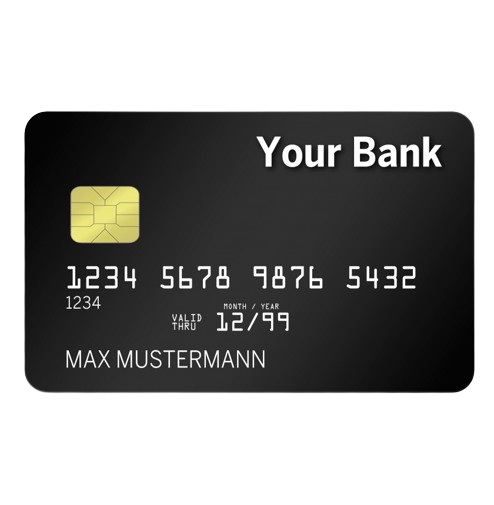 Your Bank
1234 5678 9876 5432
1234
MONTH / YEAR
VALID THRU 12/99
MAX MUSTERMANN